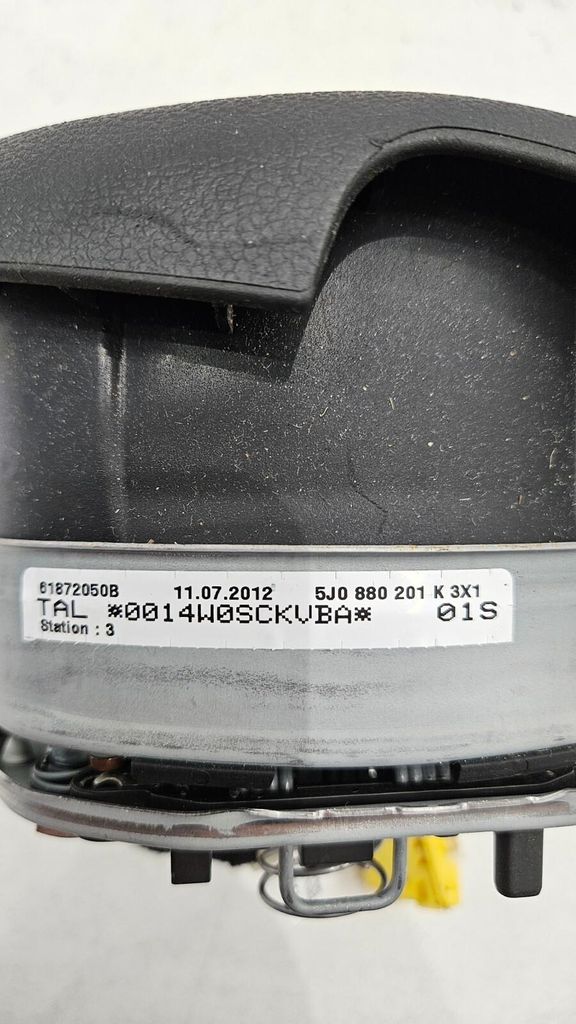 61872050B 11.07.2012 5J0 880 201 K 3X1
TAL *0014W0SCKVBA* 01S
Station : 3